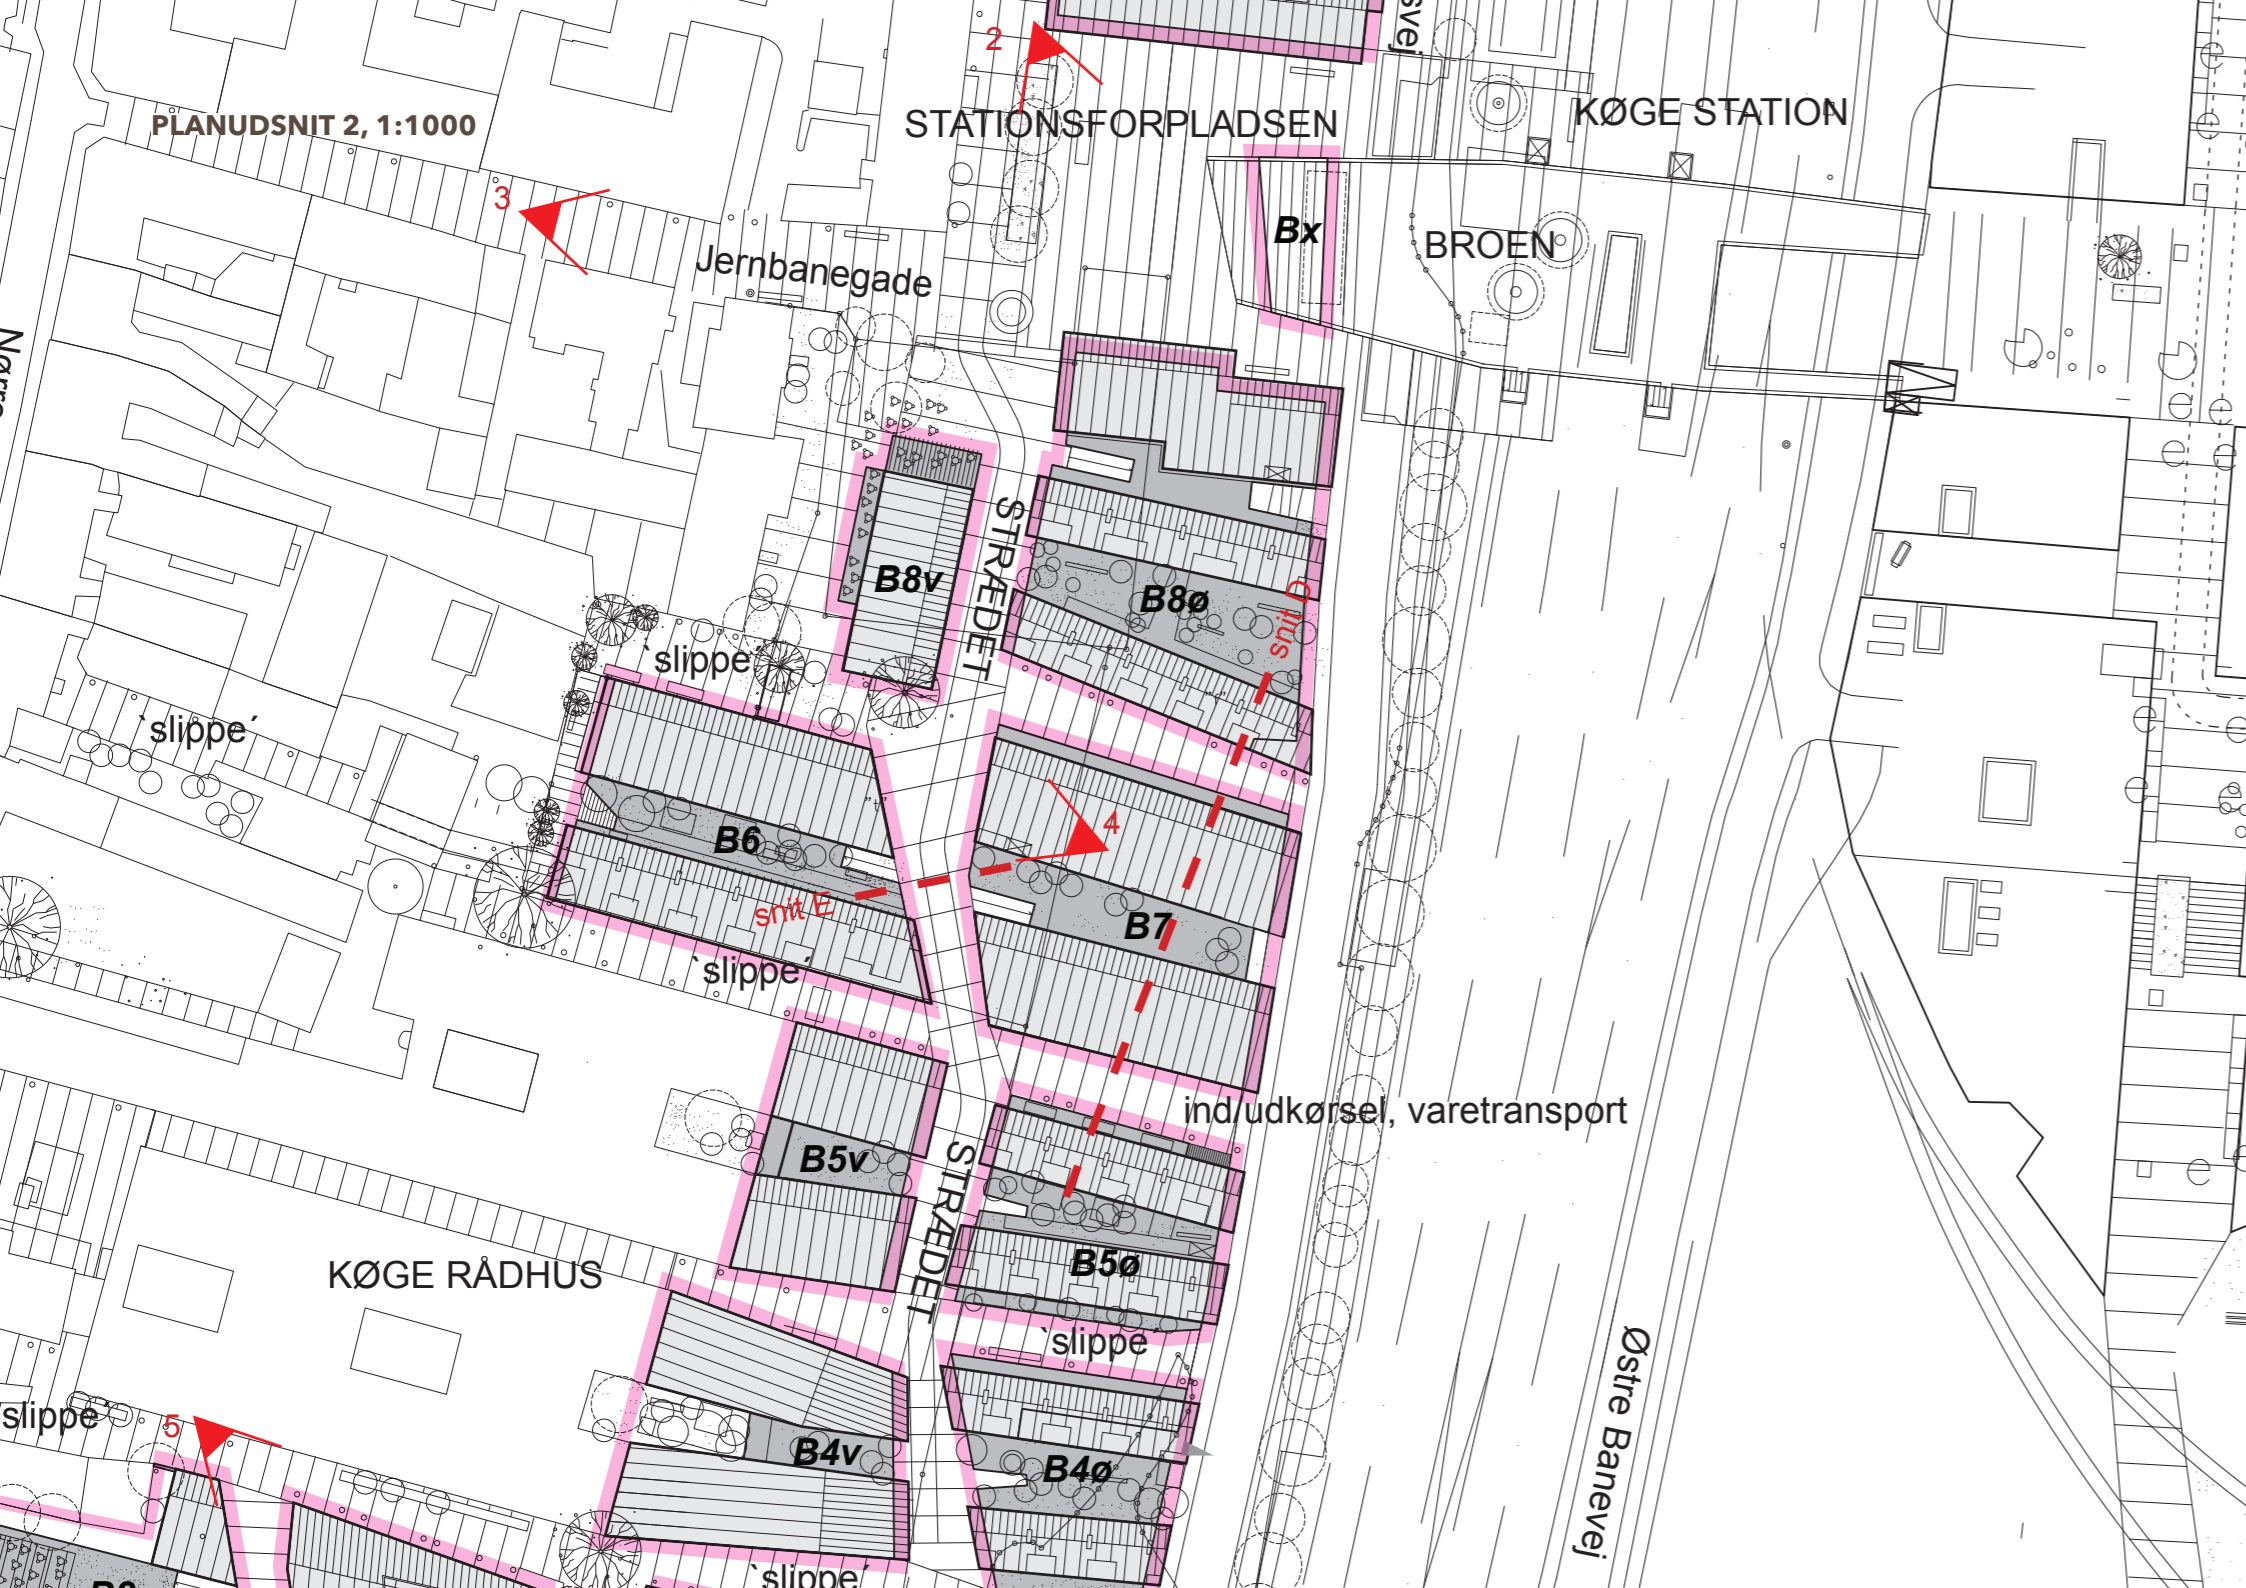 svej
2
PLANUDSNIT 2, 1:1000
STATIONSFORPLADSEN
KØGE STATION
3
Bx
BROEN
Jernbanegade
Nørre
STRÆDET
B8v
B8ø
snit D
`slippe´
`slippe´
"t"
4
B6
snit E
B7
`slippe´
ind/udkørsel, varetransport
B5v
STRÆDET
B5ø
KØGE RÅDHUS
`slippe´
Østre Banevej
slippe´
5
B4v
B4ø
`slippe´